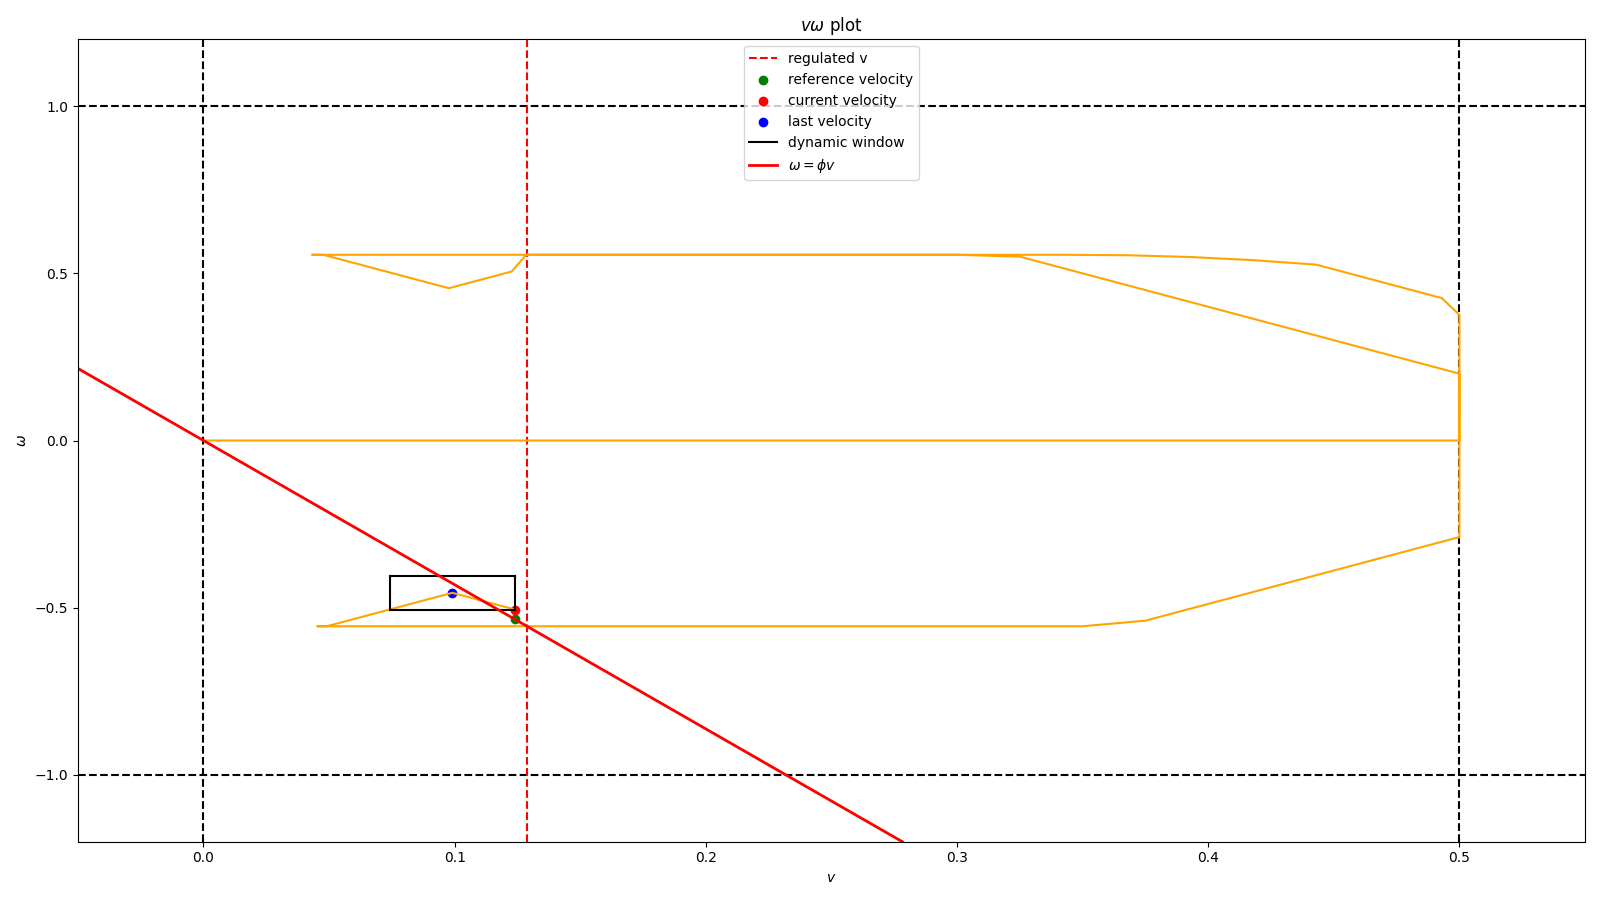 vω plot
regulated v
reference velocity
current velocity
last velocity
dynamic window
ω = ϕv
1.0
0.5
0.0
−0.5
−1.0
ω
0.0 0.1 0.2 0.3 0.4 0.5
v